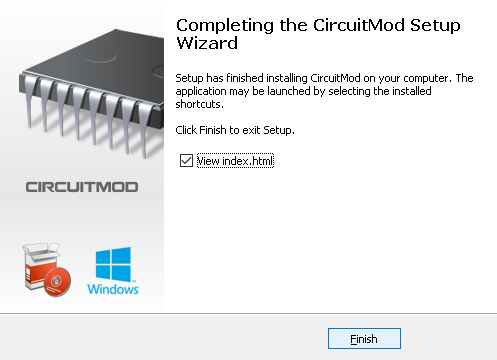 Completing the CircuitMod Setup
Wizard
Setup has finished installing CircuitMod on your computer. The
application may be launched by selecting the installed
shortcuts.
Click Finish to exit Setup.
View index.html
CIRCUITMOD
Windows
Finish